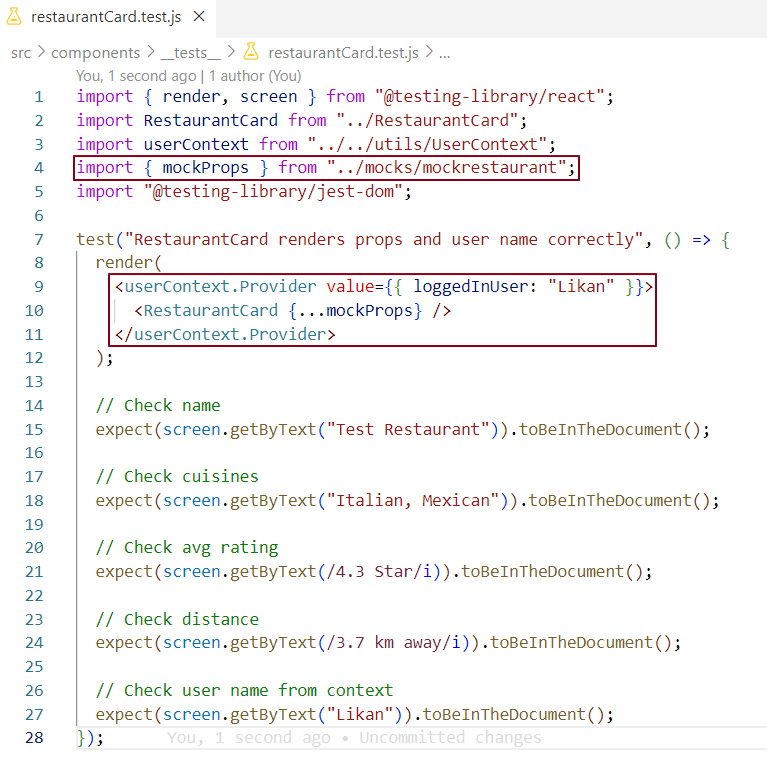 restaurantCard.test.js ×
src > components > __tests__ > restaurantCard.test.js > ...
You, 1 second ago | 1 author (You)
1 import { render, screen } from "@testing-library/react";
2 import RestaurantCard from "../RestaurantCard";
3 import userContext from "../../utils/UserContext";
4 import { mockProps } from "../mocks/mockrestaurant";
5 import "@testing-library/jest-dom";
6
7 test("RestaurantCard renders props and user name correctly", () => {
8 render(
9 <userContext.Provider value={{ loggedInUser: "Likan" }}>
10 <RestaurantCard {...mockProps} />
11 </userContext.Provider>
12 );
13
14 // Check name
15 expect(screen.getByText("Test Restaurant")).toBeInTheDocument();
16
17 // Check cuisines
18 expect(screen.getByText("Italian, Mexican")).toBeInTheDocument();
19
20 // Check avg rating
21 expect(screen.getByText(/4.3 Star/i)).toBeInTheDocument();
22
23 // Check distance
24 expect(screen.getByText(/3.7 km away/i)).toBeInTheDocument();
25
26 // Check user name from context
27 expect(screen.getByText("Likan")).toBeInTheDocument();
28 }); You, 1 second ago • Uncommitted changes